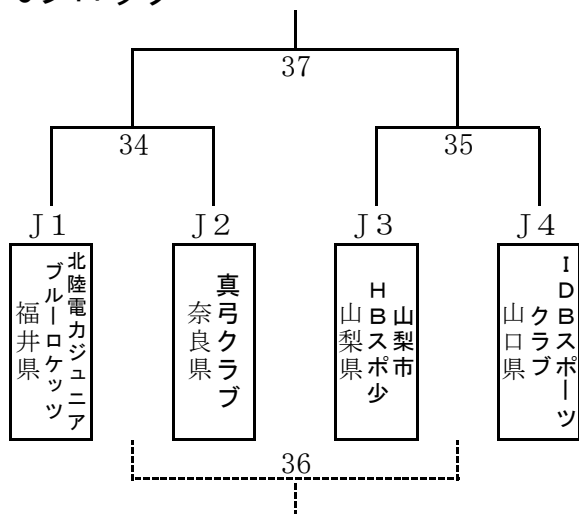 37
34
35
J1
J2
J3
J4
北陸電力ジュニア
ブルーロケッツ
福井県
真弓クラブ
奈良県
山梨市
HBスポ少
山梨県
IDBスポーツ
クラブ
山口県
36